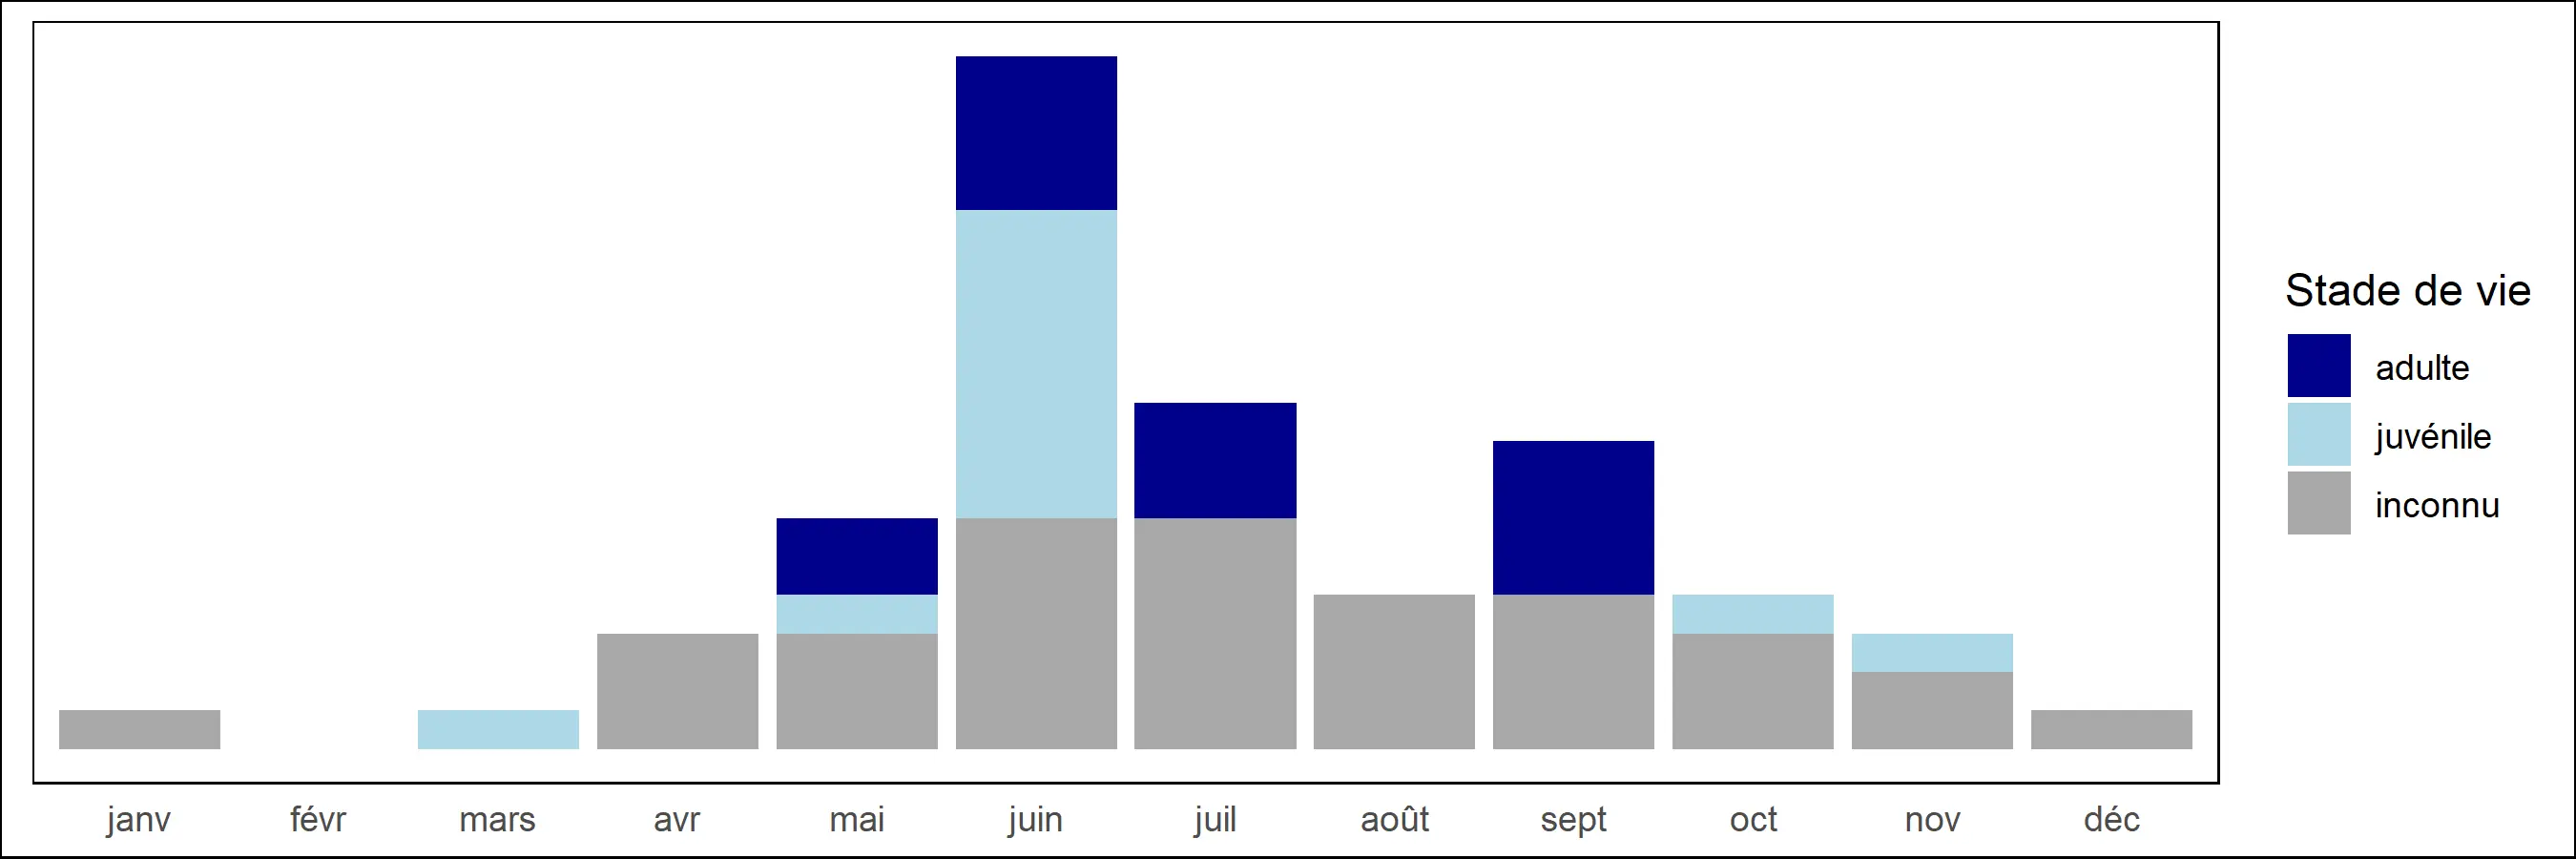 Stade de vie
adulte
juvénile
inconnu
janv févr mars avr mai juin juil août sept oct nov déc